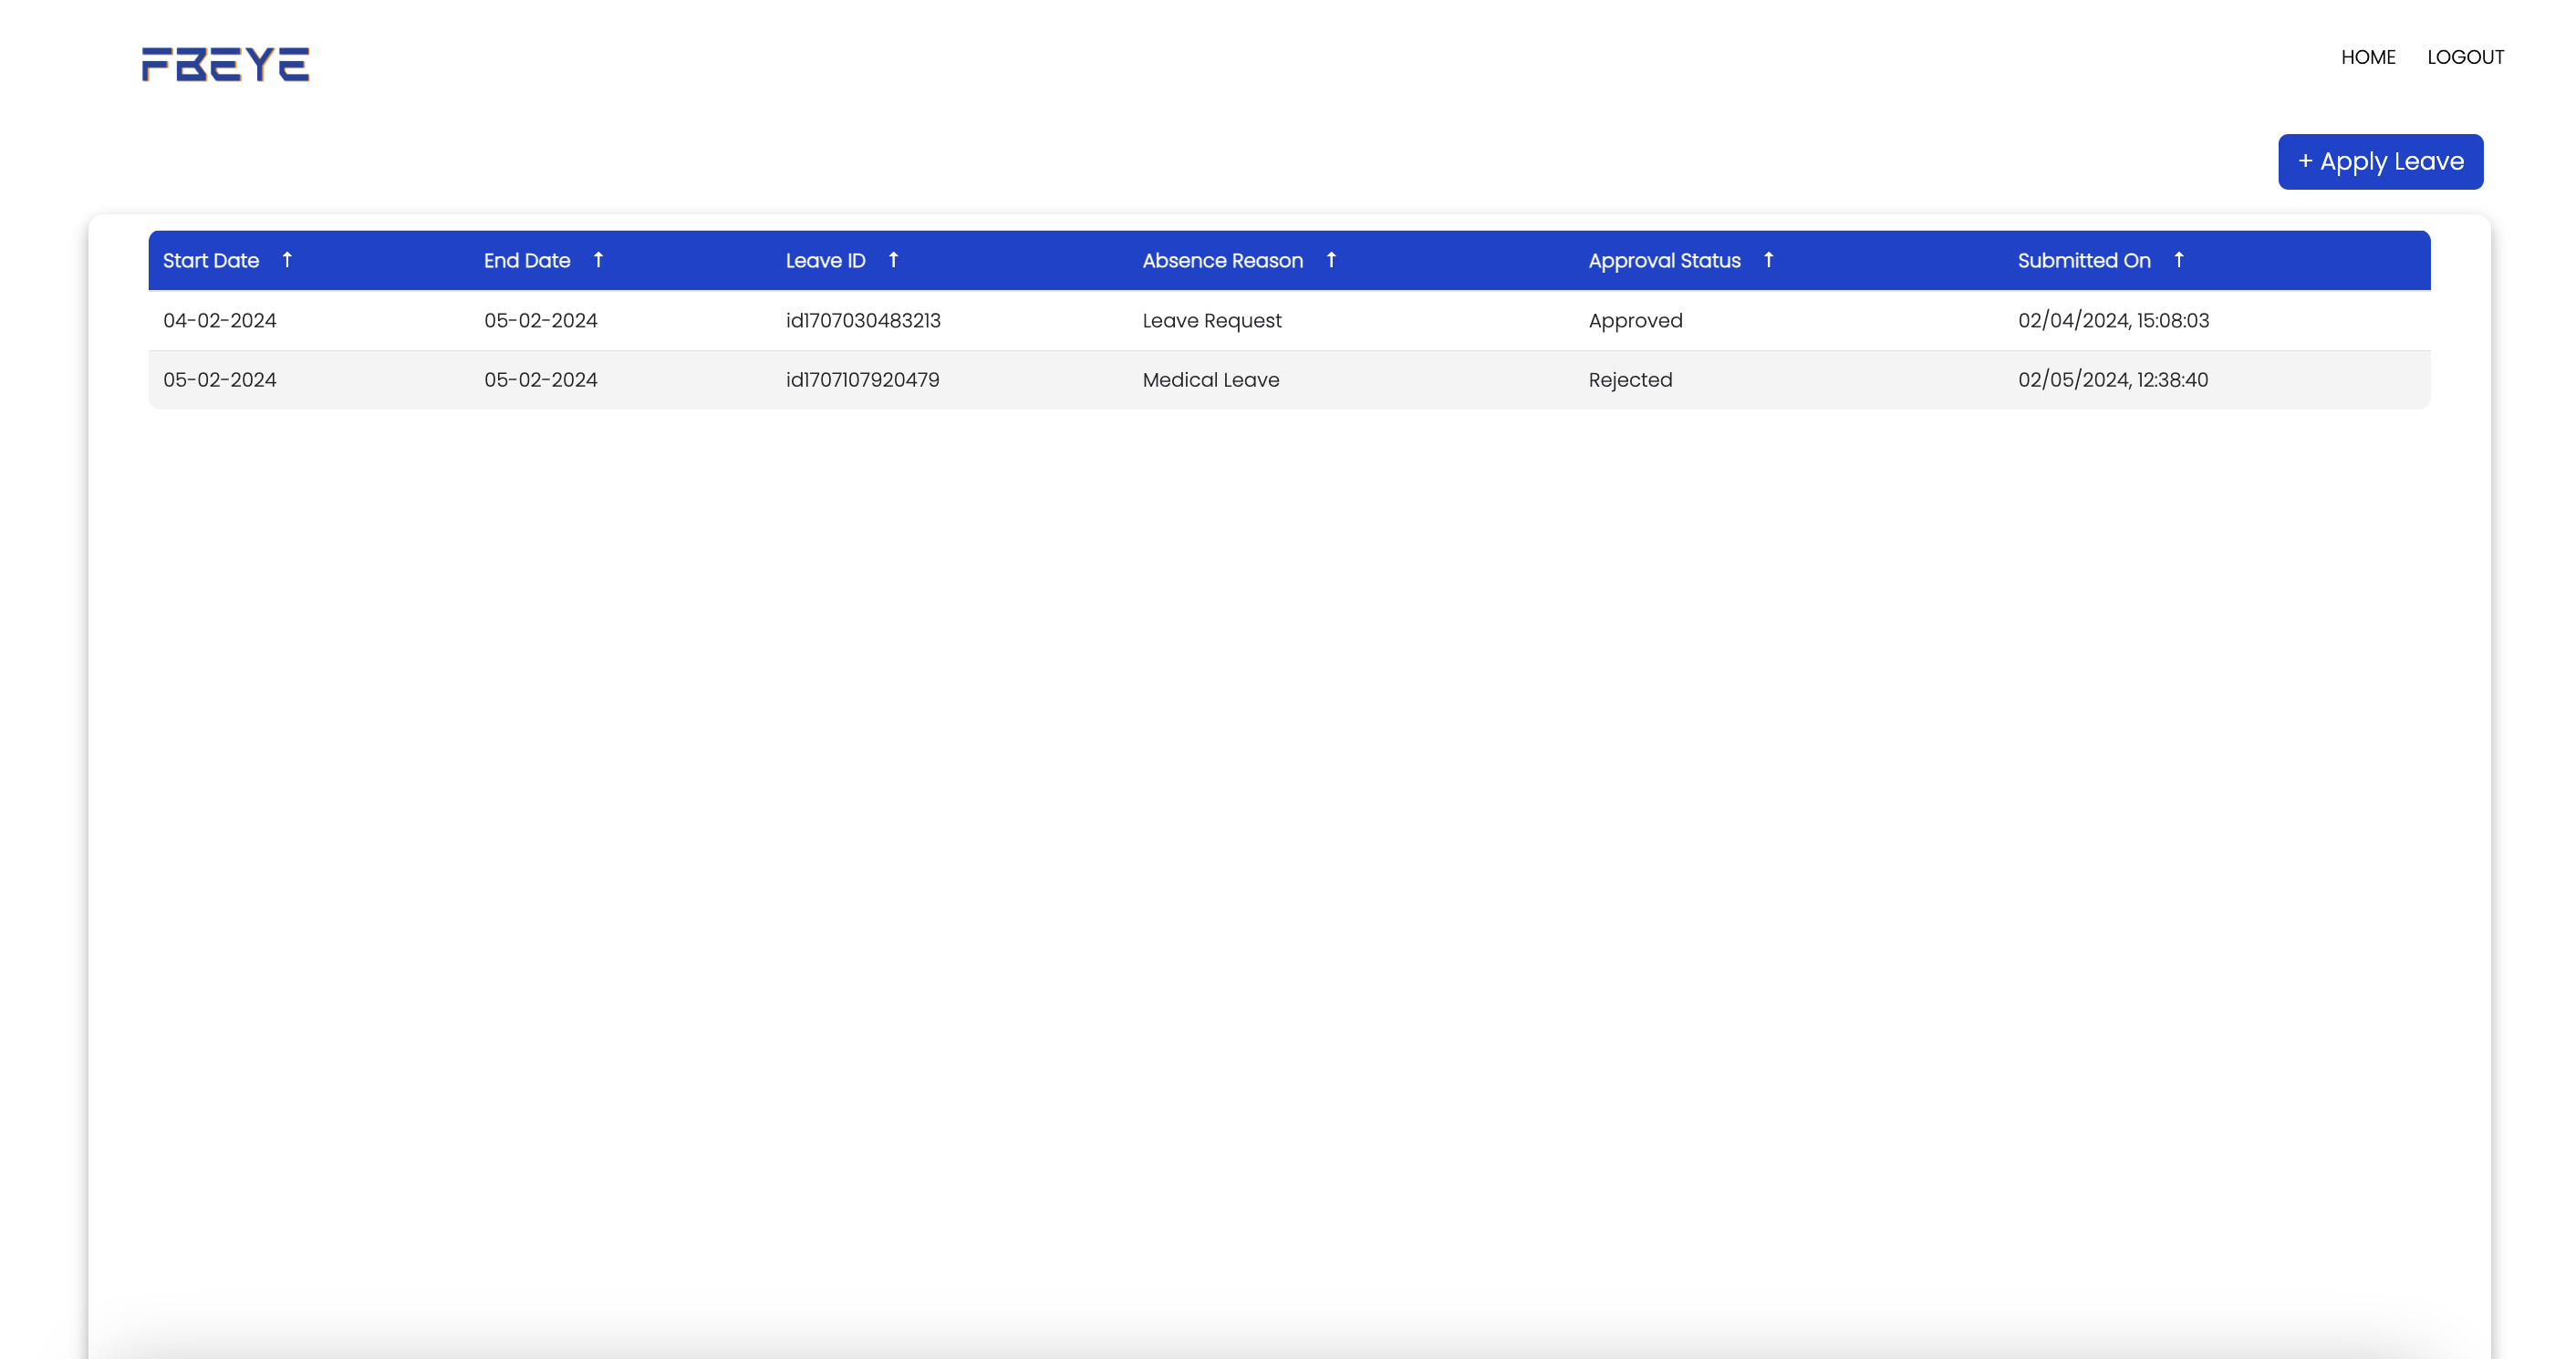 FBEYE
HOME LOGOUT
+ Apply Leave
Start Date ↑ End Date ↑ Leave ID ↑ Absence Reason ↑ Approval Status ↑ Submitted On ↑
04-02-2024 05-02-2024 id1707030483213 Leave Request Approved 02/04/2024, 15:08:03
05-02-2024 05-02-2024 id1707107920479 Medical Leave Rejected 02/05/2024, 12:38:40